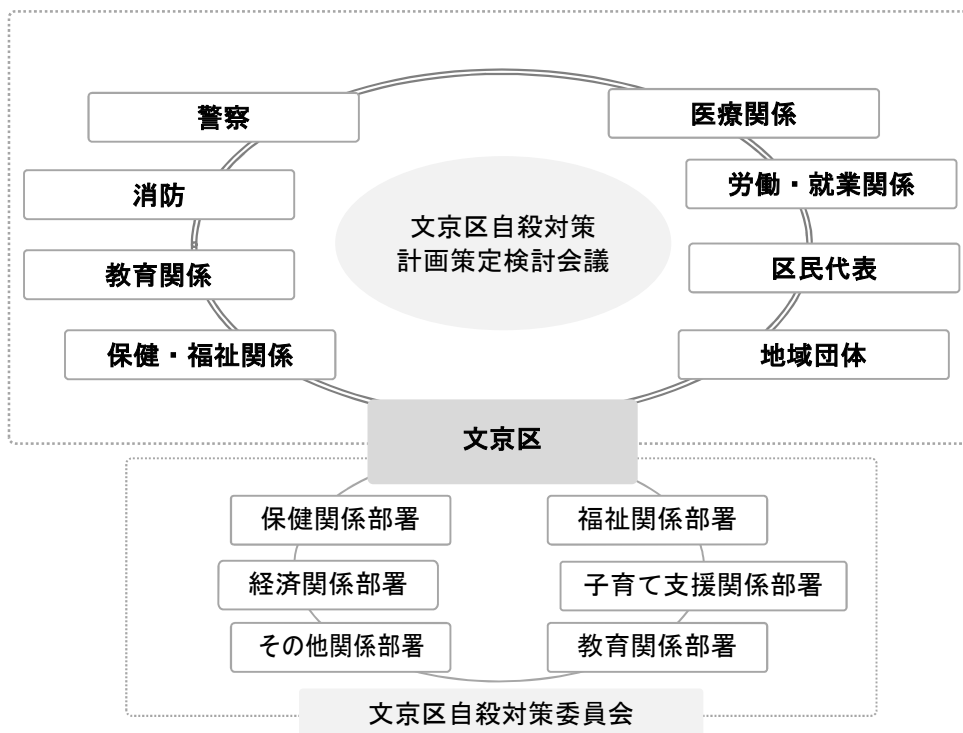 警察
医療関係
消防
労働・就業関係
文京区自殺対策
計画策定検討会議
教育関係
区民代表
保健・福祉関係
地域団体
文京区
保健関係部署
福祉関係部署
経済関係部署
子育て支援関係部署
その他関係部署
教育関係部署
文京区自殺対策委員会